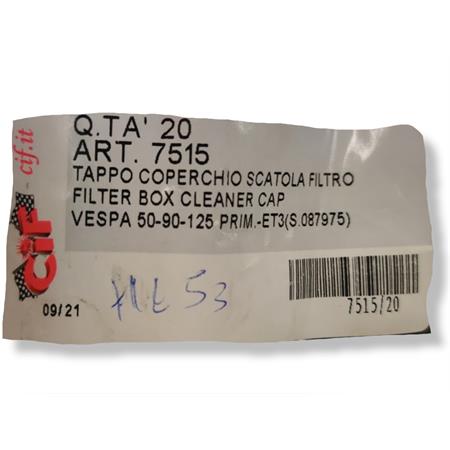 Q.TA' 20
ART. 7515
TAPPO COPERCHIO SCATOLA FILTRO
FILTER BOX CLEANER CAP
VESPA 50-90-125 PRIM.-ET3(S.087975)
cif.it
CIF
09/21
53
7515/20